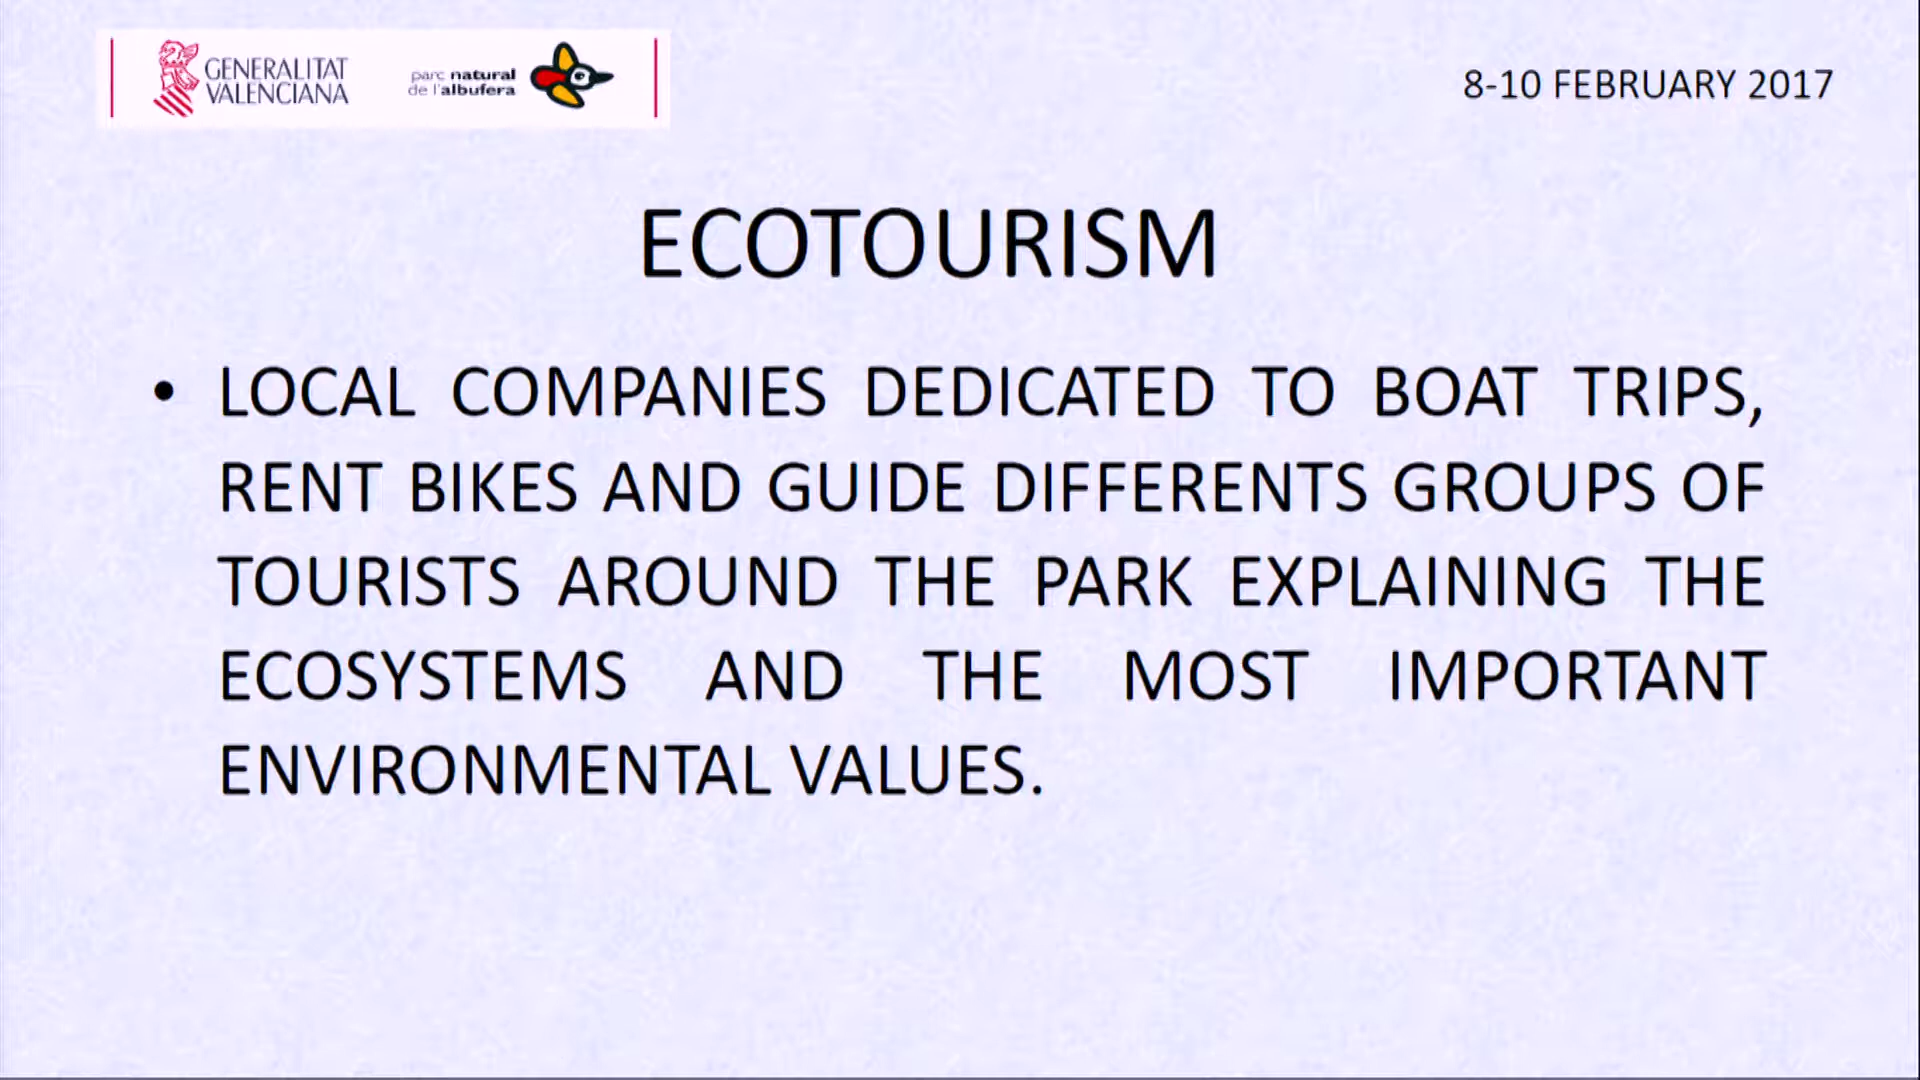 GENERALITAT
VALENCIANA
parc natural
de l'albufera
8-10 FEBRUARY 2017
ECOTOURISM
• LOCAL COMPANIES DEDICATED TO BOAT TRIPS,
RENT BIKES AND GUIDE DIFFERENTS GROUPS OF
TOURISTS AROUND THE PARK EXPLAINING THE
ECOSYSTEMS AND THE MOST IMPORTANT
ENVIRONMENTAL VALUES.